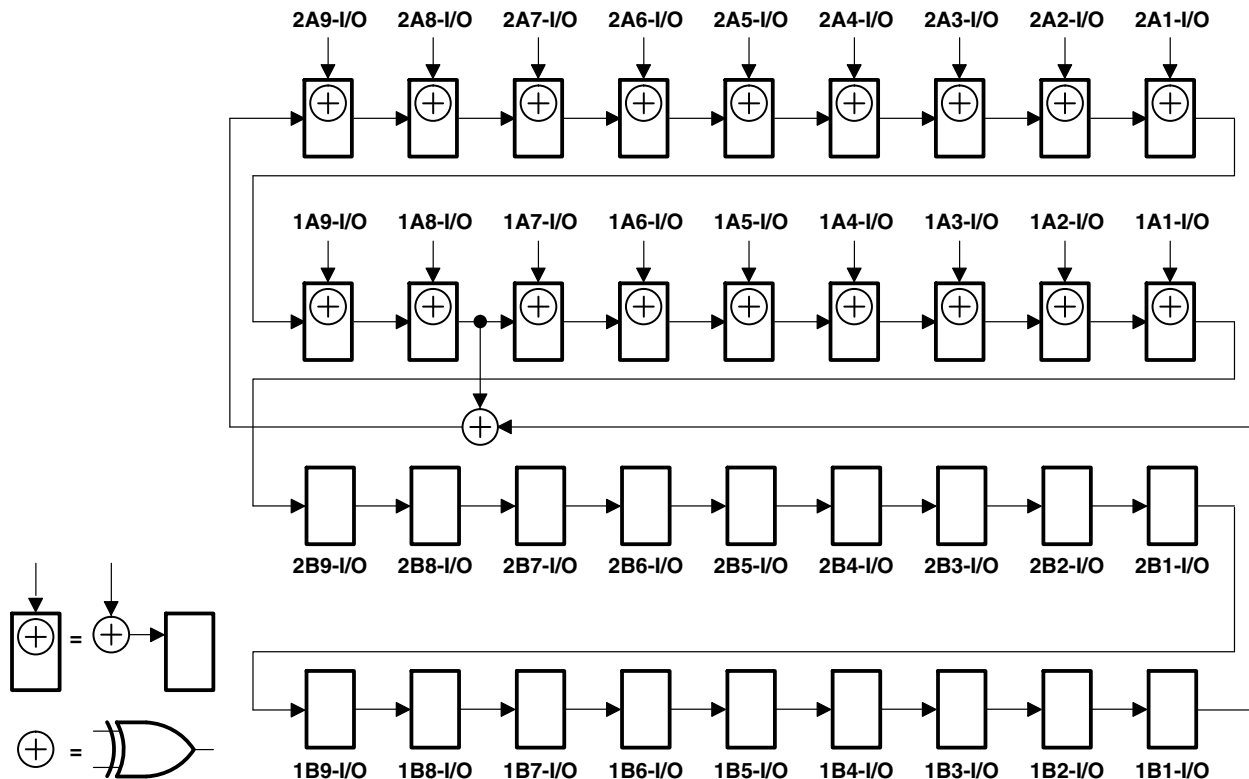 2A9-I/O 2A8-I/O 2A7-I/O 2A6-I/O 2A5-I/O 2A4-I/O 2A3-I/O 2A2-I/O 2A1-I/O
1A9-I/O 1A8-I/O 1A7-I/O 1A6-I/O 1A5-I/O 1A4-I/O 1A3-I/O 1A2-I/O 1A1-I/O
2B9-I/O 2B8-I/O 2B7-I/O 2B6-I/O 2B5-I/O 2B4-I/O 2B3-I/O 2B2-I/O 2B1-I/O
=
=
1B9-I/O 1B8-I/O 1B7-I/O 1B6-I/O 1B5-I/O 1B4-I/O 1B3-I/O 1B2-I/O 1B1-I/O